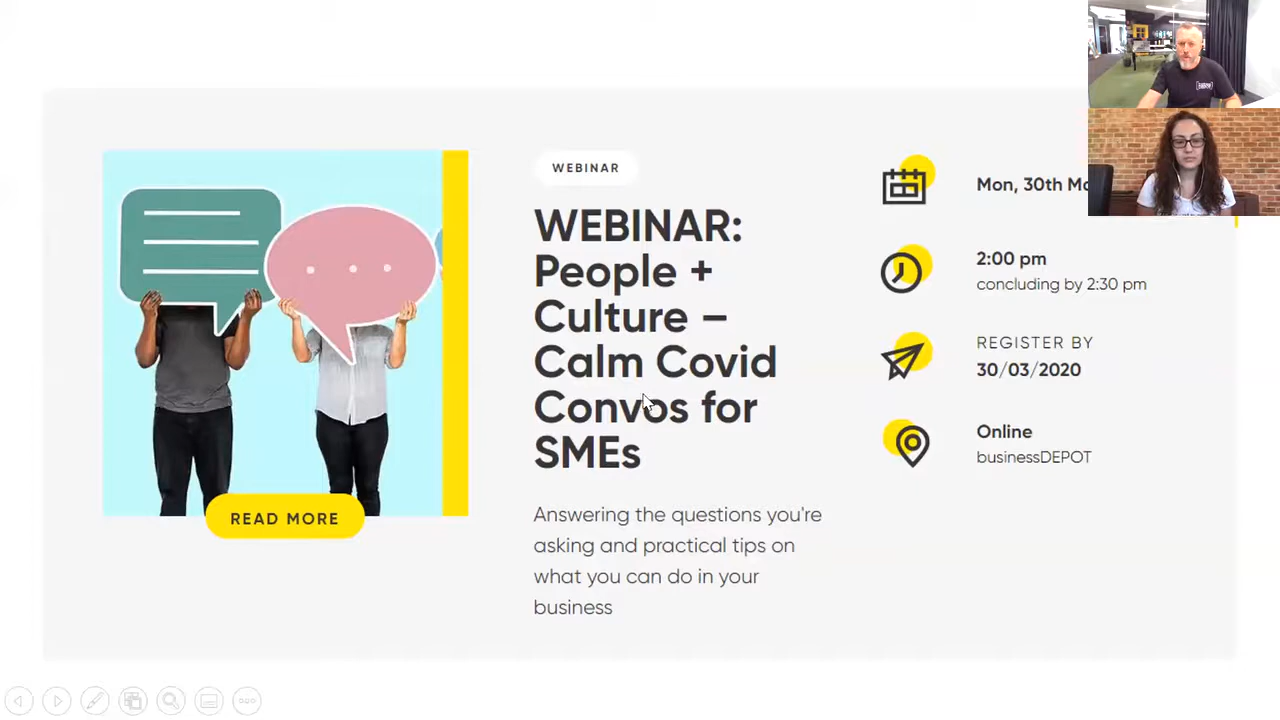 WEBINAR
WEBINAR:
People +
Culture –
Calm Covid
Convos for
SMEs
Answering the questions you're
asking and practical tips on
what you can do in your
business
READ MORE
Mon, 30th
2:00 pm
concluding by 2:30 pm
REGISTER BY
30/03/2020
Online
businessDEPOT